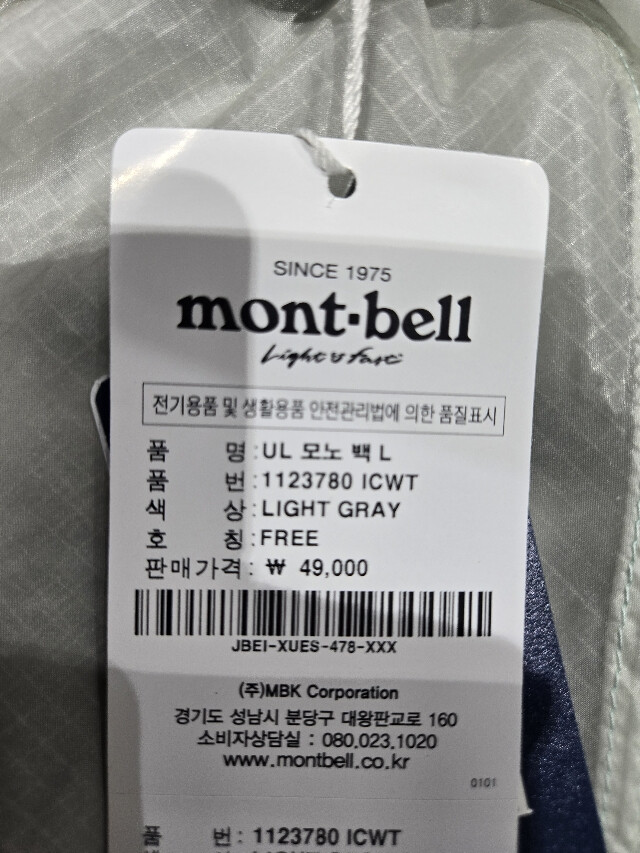 SINCE 1975
mont·bell
Light & Fast
전기용품 및 생활용품 안전관리법에 의한 품질표시
품 명 : UL 모노 백 L
품 번 : 1123780 ICWT
색 상 : LIGHT GRAY
호 칭 : FREE
판매가격 : ₩ 49,000
JBEI-XUES-478-XXX
(주)MBK Corporation
경기도 성남시 분당구 대왕판교로 160
소비자상담실 : 080.023.1020
www.montbell.co.kr
0101
품 번 : 1123780 ICWT